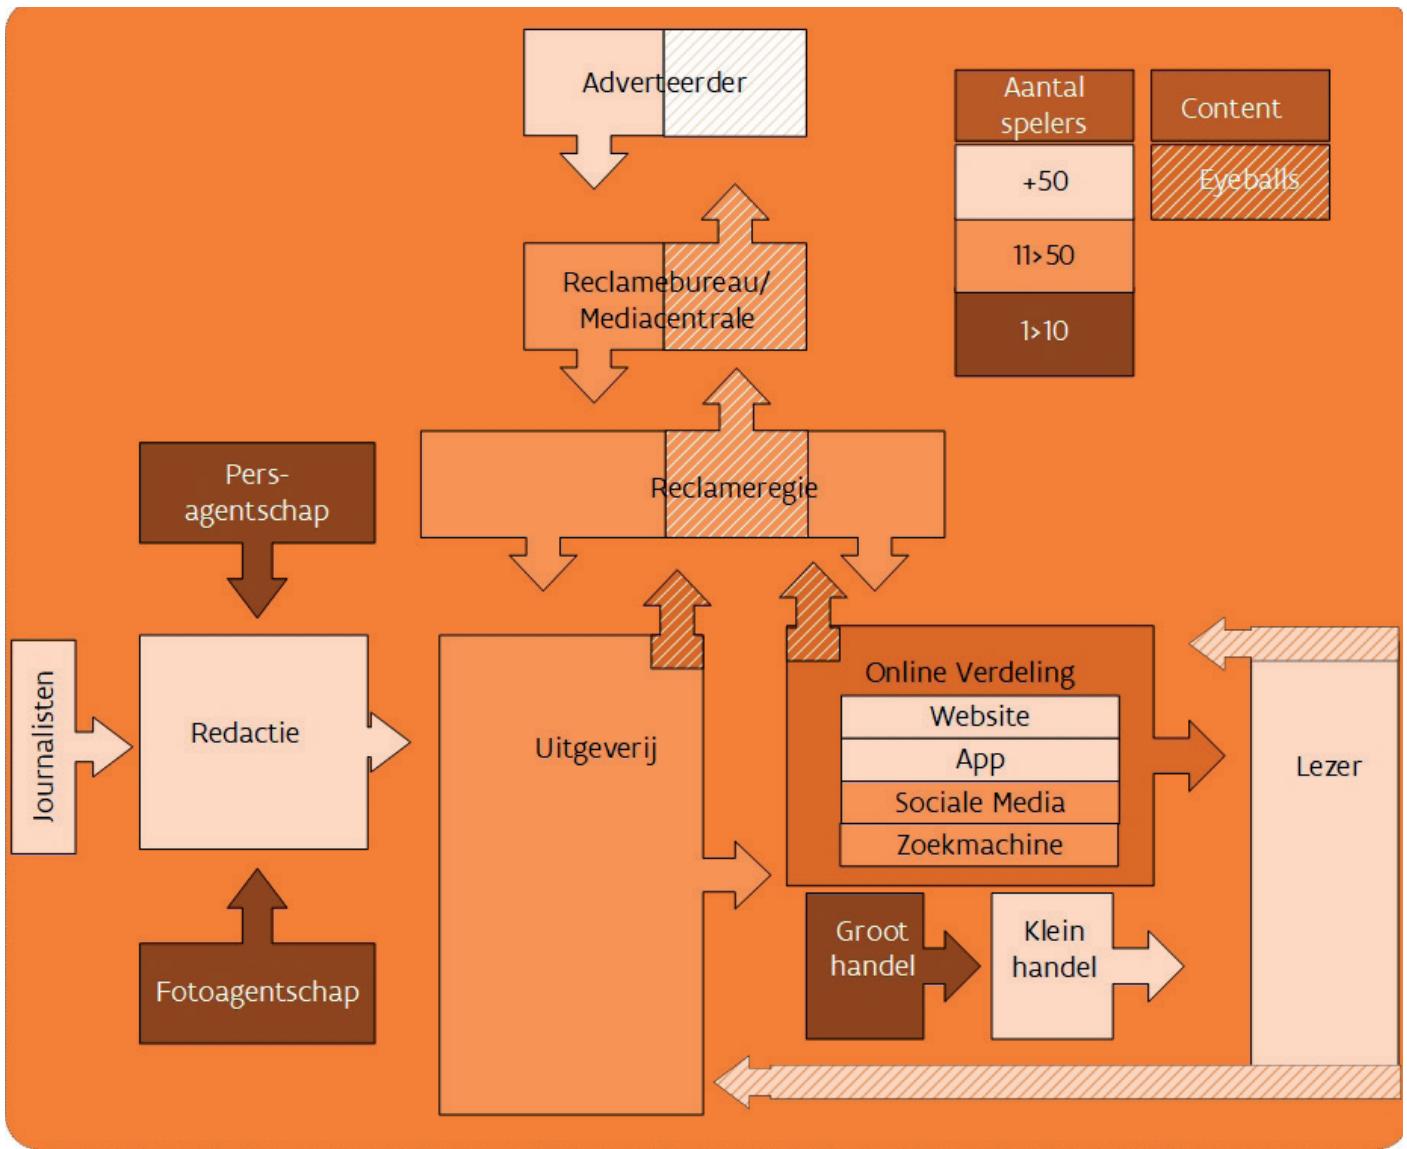 Adverteerder
Aantal
spelers
Content
+50
Eyeballs
11>50
1>10
Reclamebureau/
Mediacentrale
Reclameregie
Pers-
agentschap
Journalisten
Redactie
Fotoagentschap
Uitgeverij
Online Verdeling
Website
App
Sociale Media
Zoekmachine
Groot
handel
Klein
handel
Lezer